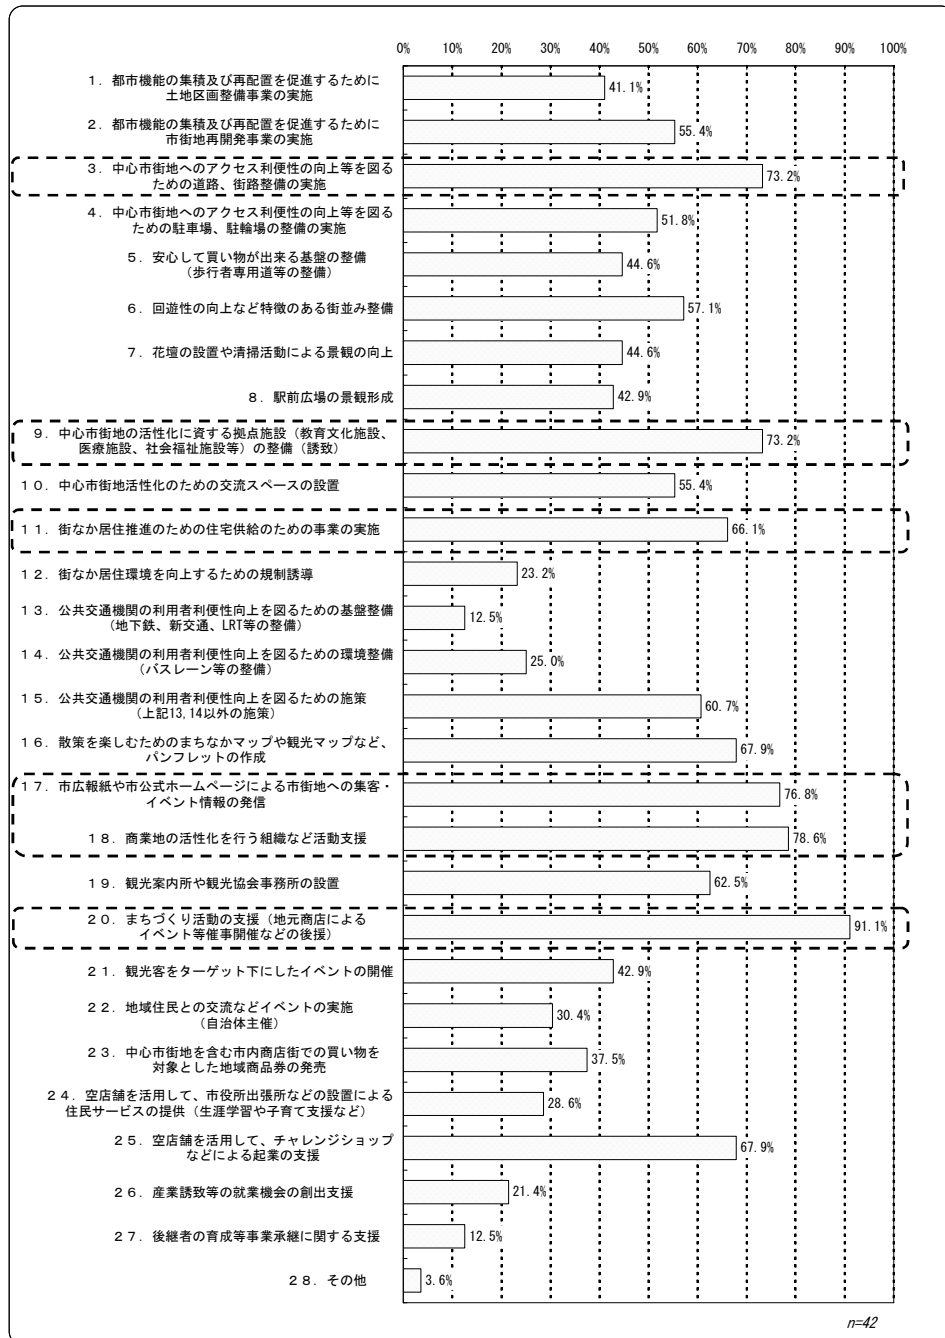 0% 10% 20% 30% 40% 50% 60% 70% 80% 90% 100%
1．都市機能の集積及び再配置を促進するために
土地区画整備事業の実施
41.1%
2．都市機能の集積及び再配置を促進するために
市街地再開発事業の実施
55.4%
3．中心市街地へのアクセス利便性の向上等を図る
ための道路、街路整備の実施
73.2%
4．中心市街地へのアクセス利便性の向上等を図る
ための駐車場、駐輪場の整備の実施
51.8%
5．安心して買い物が出来る基盤の整備
（歩行者専用道等の整備）
44.6%
6．回遊性の向上など特徴のある街並み整備
57.1%
7．花壇の設置や清掃活動による景観の向上
44.6%
8．駅前広場の景観形成
42.9%
9．中心市街地の活性化に資する拠点施設（教育文化施設、
医療施設、社会福祉施設等）の整備（誘致）
73.2%
10．中心市街地活性化のための交流スペースの設置
55.4%
11．街なか居住推進のための住宅供給のための事業の実施
66.1%
12．街なか居住環境を向上するための規制誘導
23.2%
13．公共交通機関の利用者利便性向上を図るための基盤整備
（地下鉄、新交通、LRT等の整備）
12.5%
14．公共交通機関の利用者利便性向上を図るための環境整備
（バスレーン等の整備）
25.0%
15．公共交通機関の利用者利便性向上を図るための施策
（上記13,14以外の施策）
60.7%
16．散策を楽しむためのまちなかマップや観光マップなど、
パンフレットの作成
67.9%
17．市広報紙や市公式ホームページによる市街地への集客・
イベント情報の発信
76.8%
18．商業地の活性化を行う組織など活動支援
78.6%
19．観光案内所や観光協会事務所の設置
62.5%
20．まちづくり活動の支援（地元商店による
イベント等催事開催などの後援）
91.1%
21．観光客をターゲット下にしたイベントの開催
42.9%
22．地域住民との交流などイベントの実施
（自治体主催）
30.4%
23．中心市街地を含む市内商店街での買い物を
対象とした地域商品券の発売
37.5%
24．空店舗を活用して、市役所出張所などの設置による
住民サービスの提供（生涯学習や子育て支援など）
28.6%
25．空店舗を活用して、チャレンジショップ
などによる起業の支援
67.9%
26．産業誘致等の就業機会の創出支援
21.4%
27．後継者の育成等事業承継に関する支援
12.5%
28．その他
3.6%
n=42